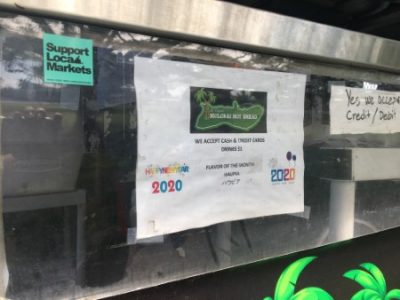 Support
Local
Markets
MOLOKAI HOT BREAD
WE ACCEPT CASH & CREDIT CARDS
DRINKS $1
FLAVOR OF THE MONTH:
HAUPIA
HAPPY NEW YEAR
2020
2020
Yes we accept
Credit/Debit